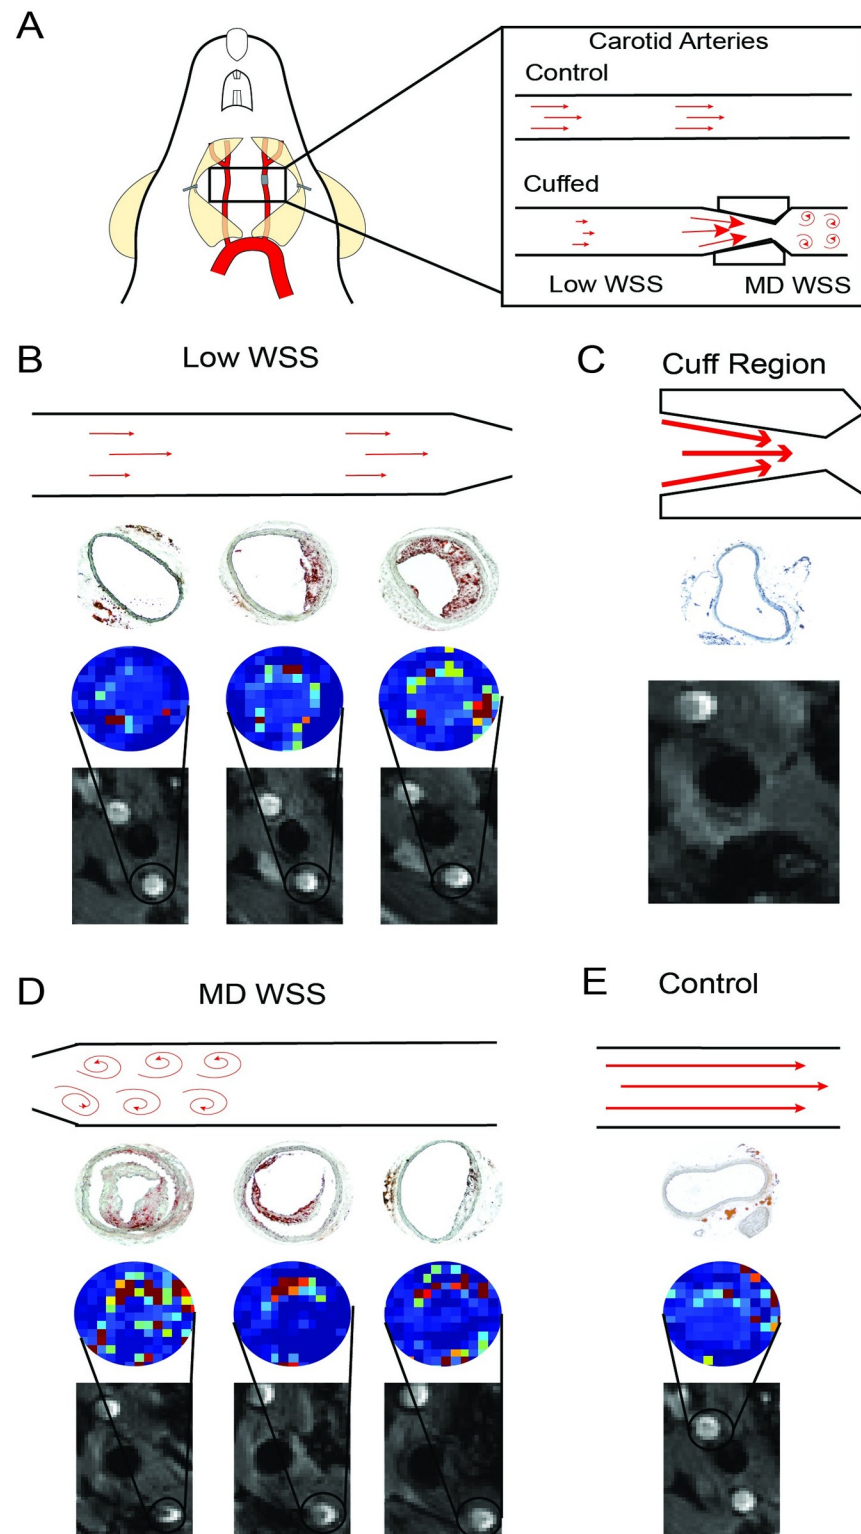 A
Carotid Arteries
Control
Cuffed
Low WSS
MD WSS
B
Low WSS
C
Cuff Region
D
MD WSS
E
Control